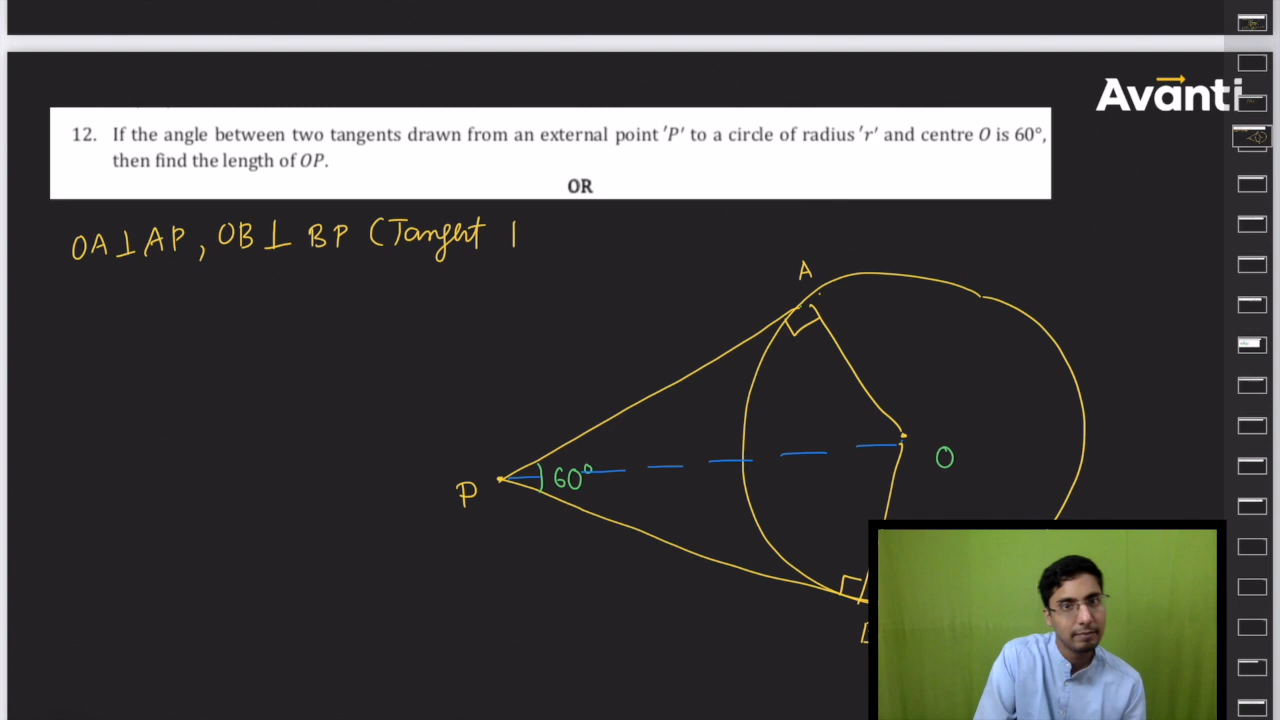 Avanti
12. If the angle between two tangents drawn from an external point 'P' to a circle of radius 'r' and centre O is 60°,
then find the length of OP.
OR
OA⊥AP, OB⊥BP (Tangent |
A
60°
O
P